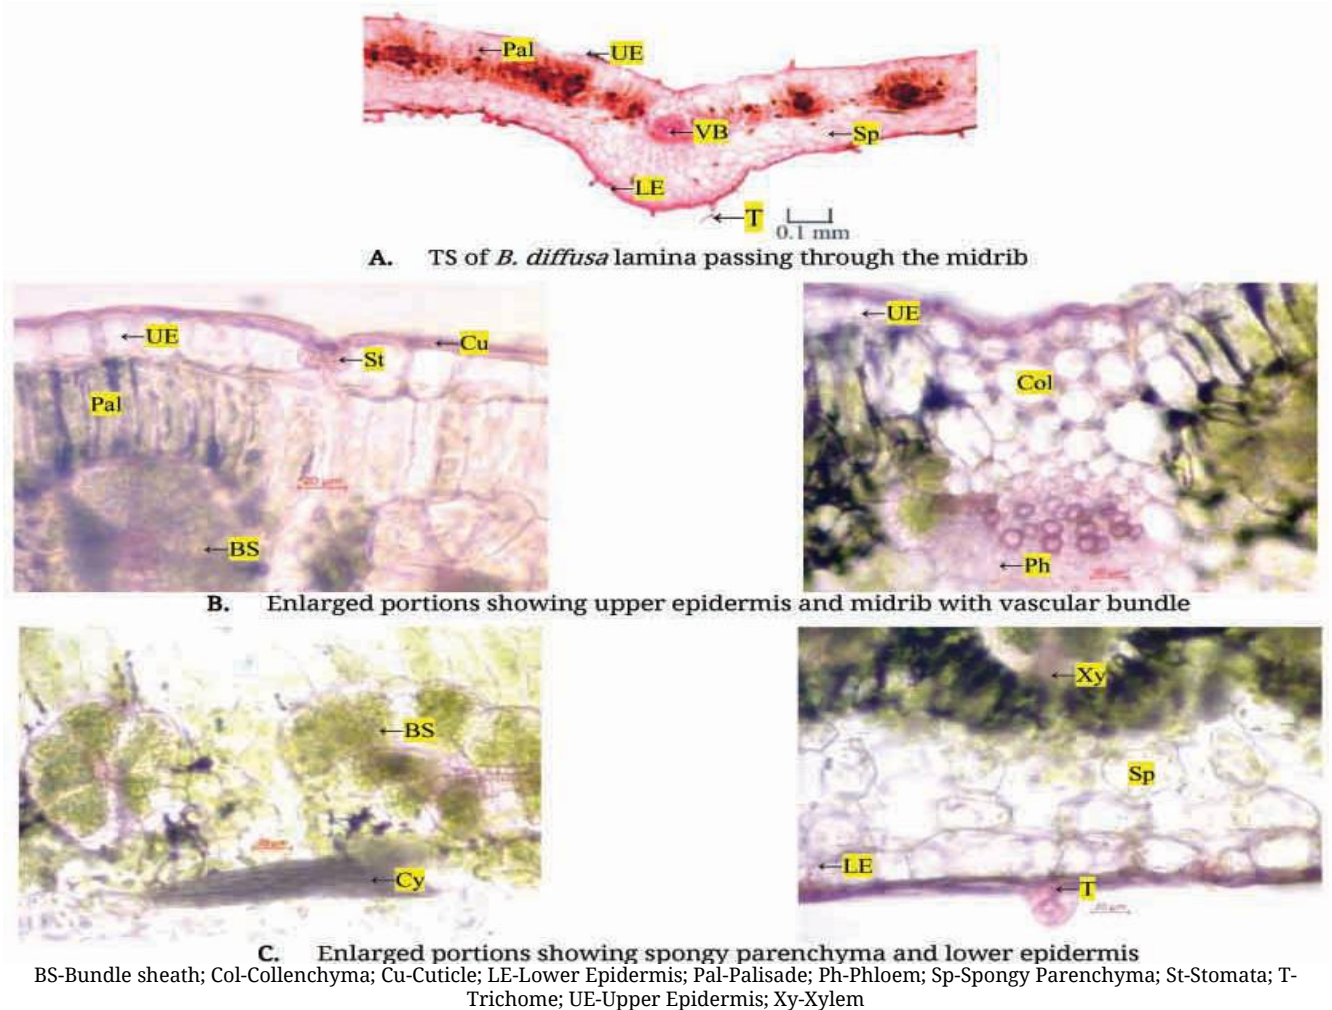 Pal
UE
VB
Sp
LE
T
0.1 mm
A. TS of B. diffusa lamina passing through the midrib
UE
St
Cu
Pal
20 µm
BS
UE
Col
Ph
B. Enlarged portions showing upper epidermis and midrib with vascular bundle
BS
Cy
Xy
Sp
LE
T
C. Enlarged portions showing spongy parenchyma and lower epidermis
BS-Bundle sheath; Col-Collenchyma; Cu-Cuticle; LE-Lower Epidermis; Pal-Palisade; Ph-Phloem; Sp-Spongy Parenchyma; St-Stomata; T-
Trichome; UE-Upper Epidermis; Xy-Xylem